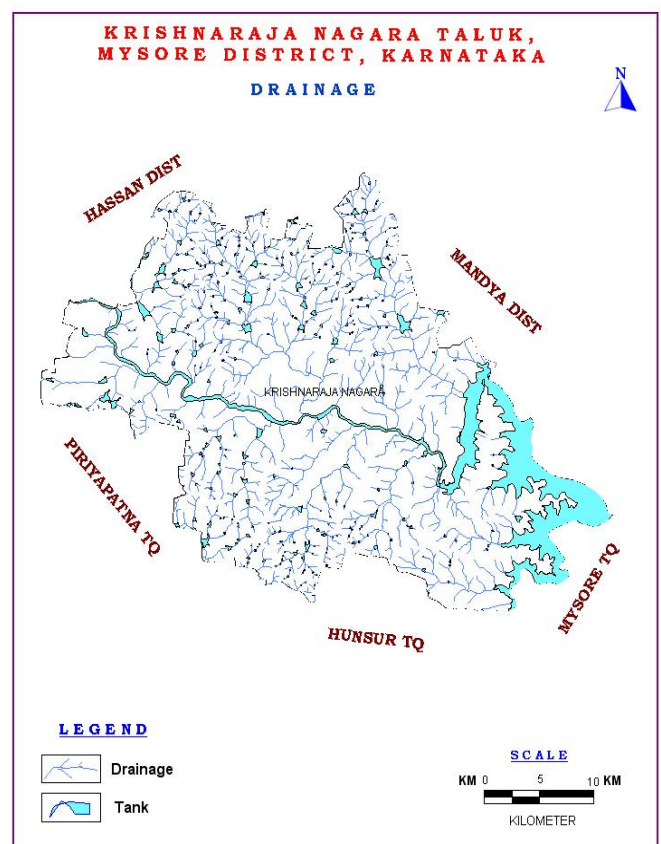 KRISHNARAJA NAGARA TALUK,
MYSORE DISTRICT, KARNATAKA
DRAINAGE
N
HASSAN DIST
MANDYA DIST
KRISHNARAJA NAGARA
PIRIYAPATNA TQ
MYSORE TQ
HUNSUR TQ
LEGEND
Drainage
Tank
SCALE
KM 0 5 10 KM
KILOMETER